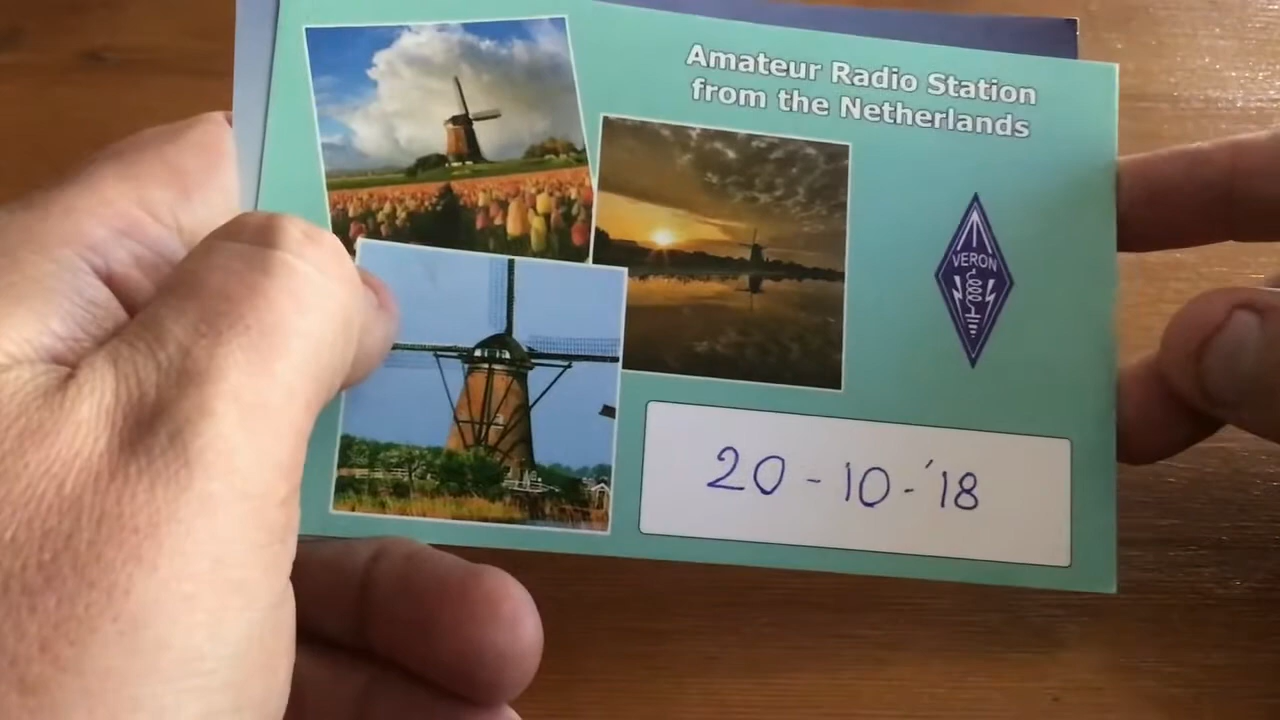 Amateur Radio Station
from the Netherlands
VERON
20-10-'18